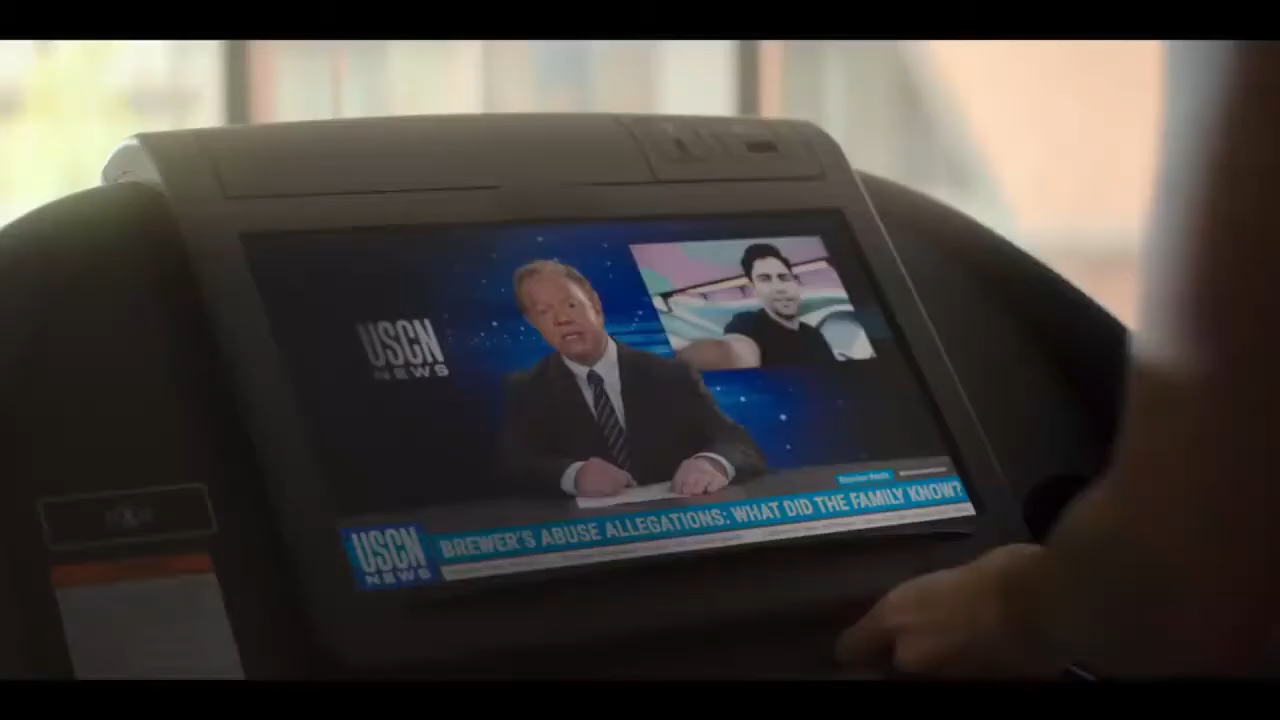 USCN
NEWS
USCN
NEWS
BREWER'S ABUSE ALLEGATIONS: WHAT DID THE FAMILY KNOW?